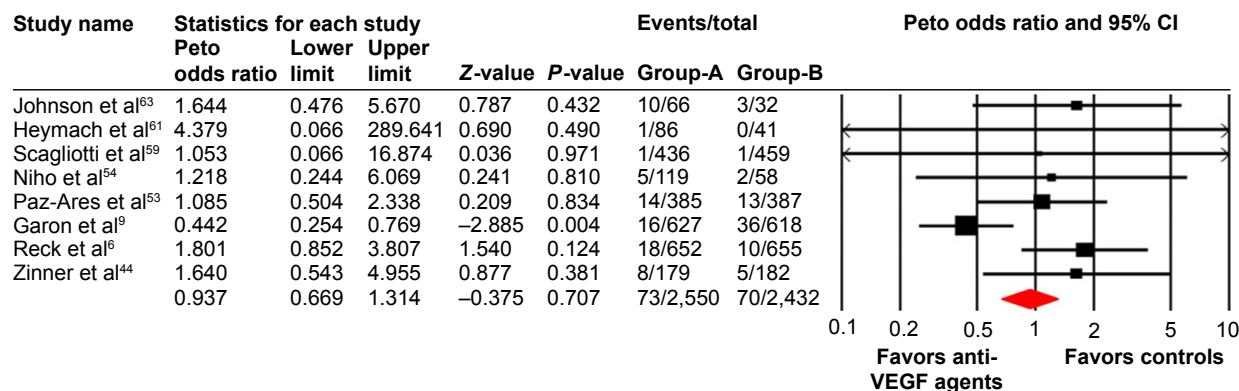 Study name Statistics for each study Events/total Peto odds ratio and 95% CI
Peto odds ratio Lower limit Upper limit Z-value P-value Group-A Group-B
Johnson et al⁶³ 1.644 0.476 5.670 0.787 0.432 10/66 3/32
Heymach et al⁶¹ 4.379 0.066 289.641 0.690 0.490 1/86 0/41
Scagliotti et al⁵⁹ 1.053 0.066 16.874 0.036 0.971 1/436 1/459
Niho et al⁵⁴ 1.218 0.244 6.069 0.241 0.810 5/119 2/58
Paz-Ares et al⁵³ 1.085 0.504 2.338 0.209 0.834 14/385 13/387
Garon et al⁹ 0.442 0.254 0.769 –2.885 0.004 16/627 36/618
Reck et al⁶ 1.801 0.852 3.807 1.540 0.124 18/652 10/655
Zinner et al⁴⁴ 1.640 0.543 4.955 0.877 0.381 8/179 5/182
0.937 0.669 1.314 –0.375 0.707 73/2,550 70/2,432
0.1 0.2 0.5 1 2 5 10
Favors anti-VEGF agents Favors controls